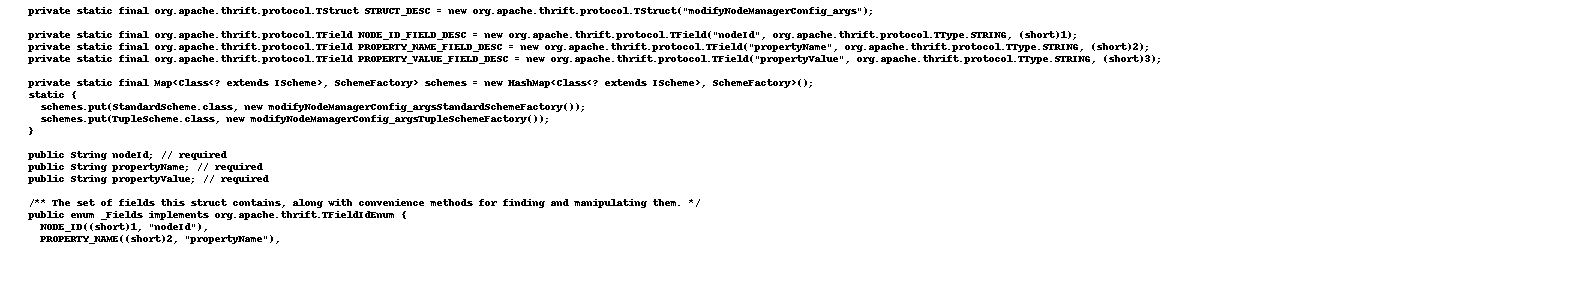 private static final org.apache.thrift.protocol.TStruct STRUCT_DESC = new org.apache.thrift.protocol.TStruct("modifyNodeManagerConfig_args");
private static final org.apache.thrift.protocol.TField NODE_ID_FIELD_DESC = new org.apache.thrift.protocol.TField("nodeId", org.apache.thrift.protocol.TType.STRING, (short)1);
private static final org.apache.thrift.protocol.TField PROPERTY_NAME_FIELD_DESC = new org.apache.thrift.protocol.TField("propertyName", org.apache.thrift.protocol.TType.STRING, (short)2);
private static final org.apache.thrift.protocol.TField PROPERTY_VALUE_FIELD_DESC = new org.apache.thrift.protocol.TField("propertyValue", org.apache.thrift.protocol.TType.STRING, (short)3);
private static final Map<Class<? extends IScheme>, SchemeFactory> schemes = new HashMap<Class<? extends IScheme>, SchemeFactory>();
static {
schemes.put(StandardScheme.class, new modifyNodeManagerConfig_argsStandardSchemeFactory());
schemes.put(TupleScheme.class, new modifyNodeManagerConfig_argsTupleSchemeFactory());
}
public String nodeId; // required
public String propertyName; // required
public String propertyValue; // required
/** The set of fields this struct contains, along with convenience methods for finding and manipulating them. */
public enum _Fields implements org.apache.thrift.TFieldIdEnum {
NODE_ID((short)1, "nodeId"),
PROPERTY_NAME((short)2, "propertyName"),